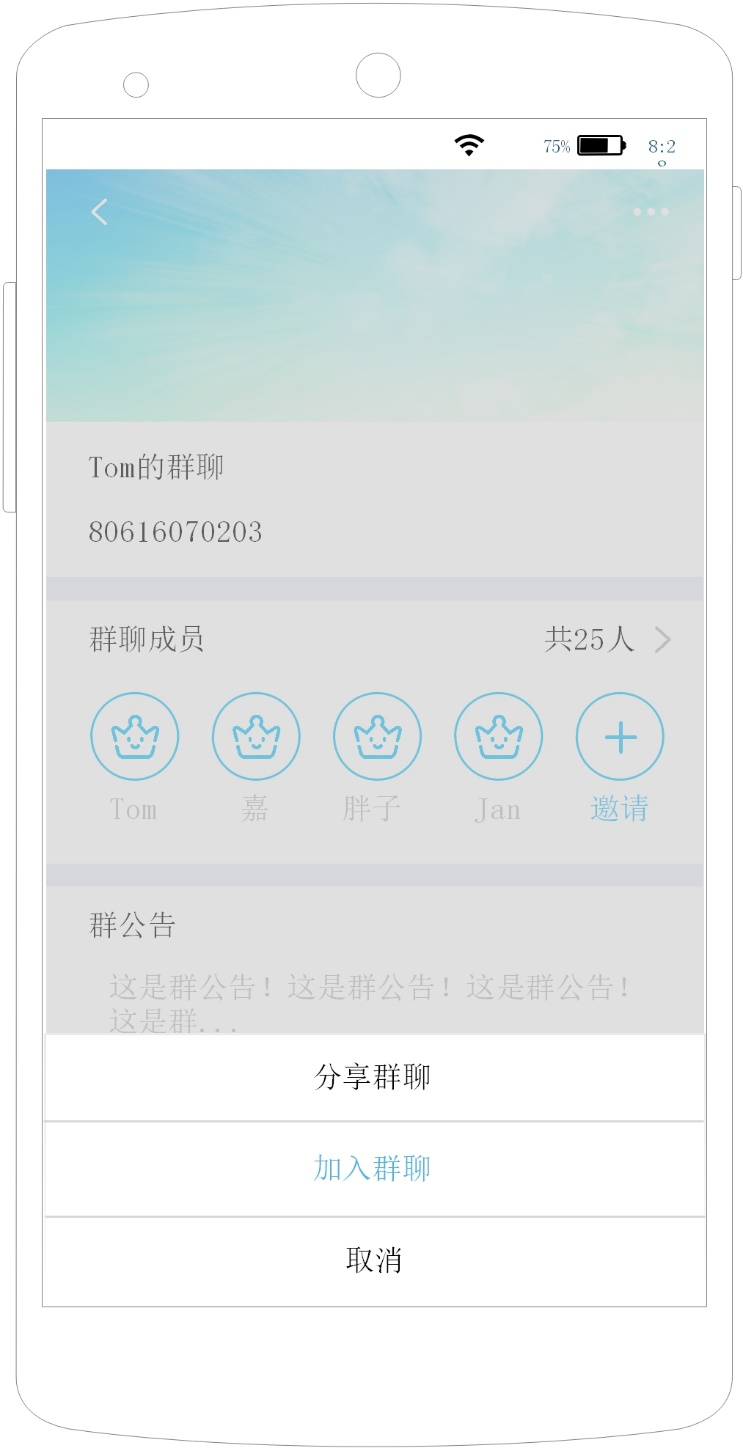 75%
8:2
0
Tom的群聊
80616070203
群聊成员
共25人
Tom
嘉
胖子
Jan
邀请
群公告
这是群公告！这是群公告！这是群公告！
这是群...
分享群聊
加入群聊
取消